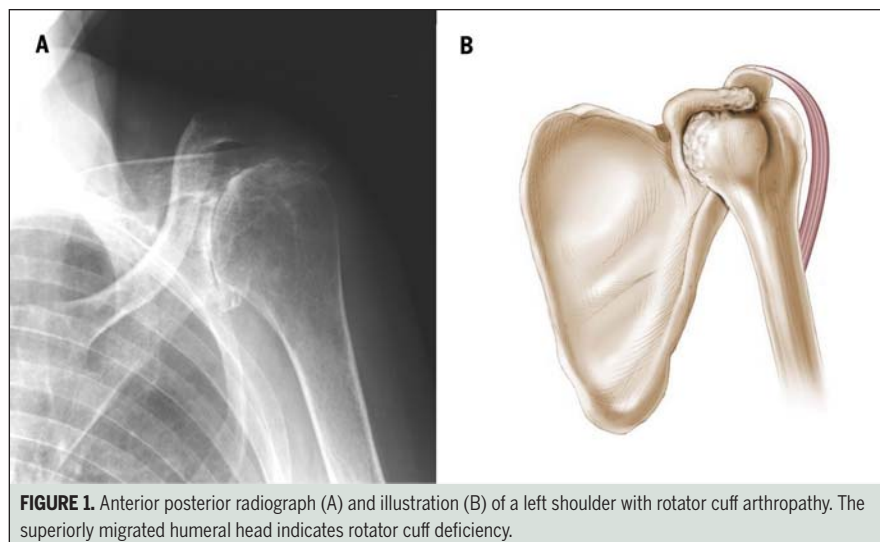 A
B
FIGURE 1. Anterior posterior radiograph (A) and illustration (B) of a left shoulder with rotator cuff arthropathy. The
superiorly migrated humeral head indicates rotator cuff deficiency.